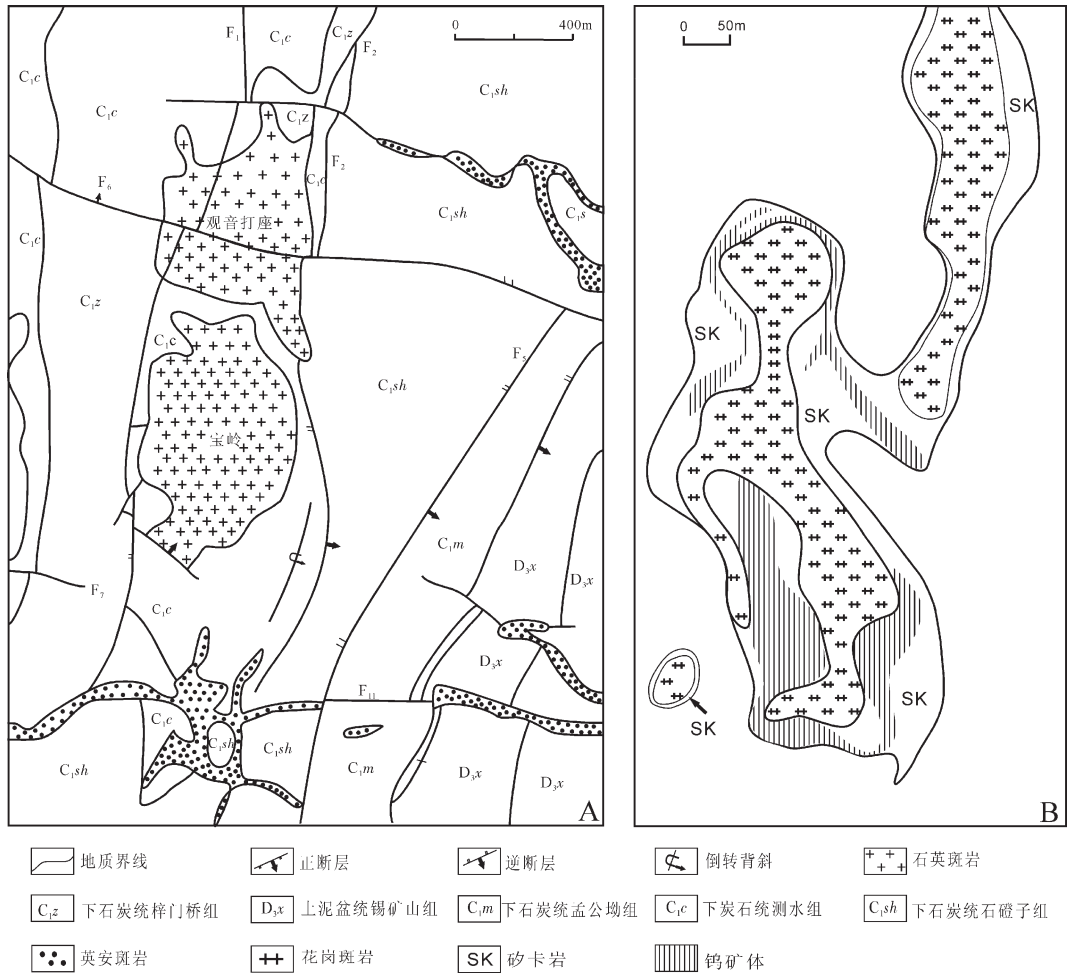 0 400m
F₁
C₁c
C₁z
F₂
C₁c
C₁sh
C₁c
C₁z
F₂
F₆
C₁c
C₁sh
C₁s
观音打座
C₁c
C₁z
C₁c
F₅
C₁sh
宝岭
C₁m
D₃x
D₃x
F₇
C₁c
D₃x
F₁₁
C₁c
C₁sh
C₁sh
C₁sh
C₁m
D₃x
D₃x
A
0 50m
SK
SK
SK
SK
SK
B
地质界线 正断层 逆断层 倒转背斜 石英斑岩
C₁z 下石炭统梓门桥组 D₃x 上泥盆统锡矿山组 C₁m 下石炭统孟公坳组 C₁c 下炭石统测水组 C₁sh 下石炭统石磴子组
英安斑岩 花岗斑岩 SK 矽卡岩 钨矿体